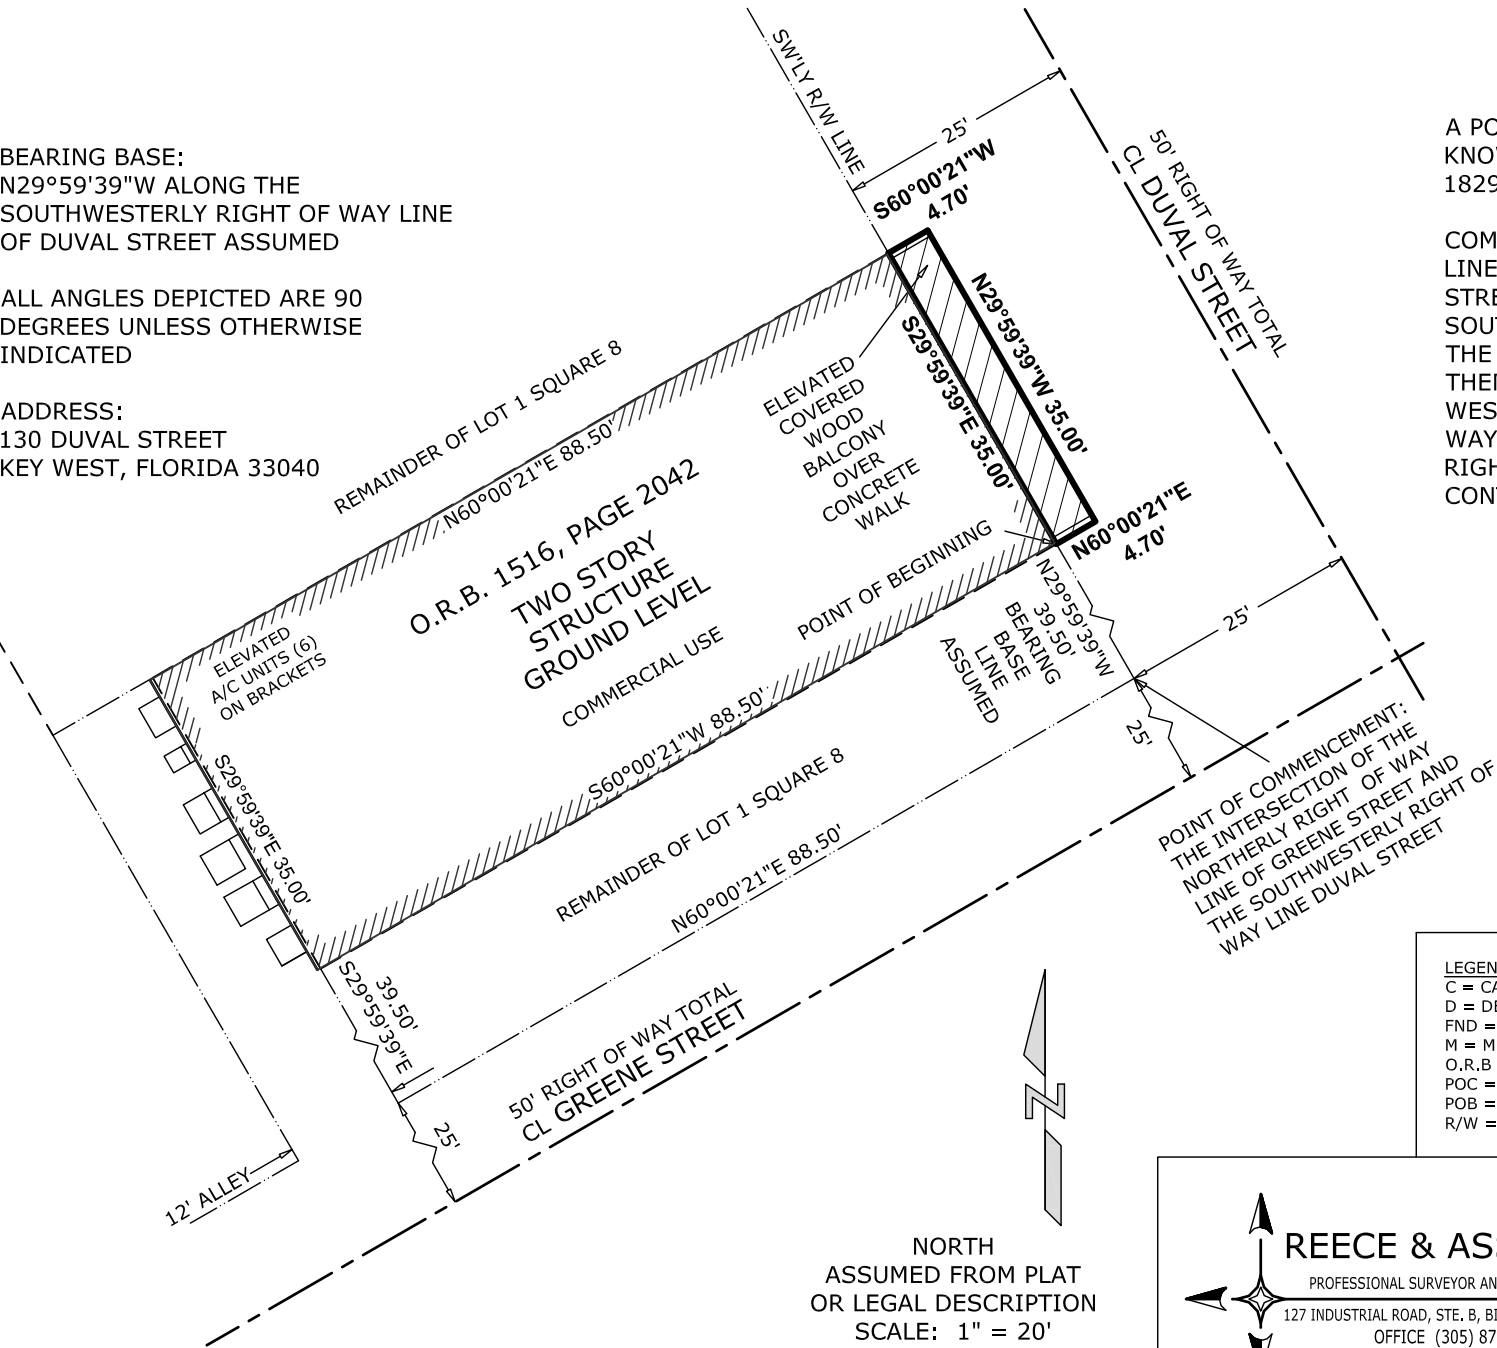 BEARING BASE:
N29°59'39"W ALONG THE
SOUTHWESTERLY RIGHT OF WAY LINE
OF DUVAL STREET ASSUMED
ALL ANGLES DEPICTED ARE 90
DEGREES UNLESS OTHERWISE
INDICATED
ADDRESS:
130 DUVAL STREET
KEY WEST, FLORIDA 33040
SW'LY R/W LINE
25'
S60°00'21"W
4.70'
50' RIGHT OF WAY TOTAL
CL DUVAL STREET
N29°59'39"W 35.00'
S29°59'39"E 35.00'
ELEVATED
COVERED
WOOD
BALCONY
OVER
CONCRETE
WALK
N60°00'21"E
4.70'
REMAINDER OF LOT 1 SQUARE 8
N60°00'21"E 88.50'
O.R.B. 1516, PAGE 2042
TWO STORY
STRUCTURE
GROUND LEVEL
COMMERCIAL USE
POINT OF BEGINNING
ELEVATED
A/C UNITS (6)
ON BRACKETS
S29°59'39"E 35.00'
S60°00'21"W 88.50'
N29°59'39"W
39.50'
BEARING
BASE
LINE
ASSUMED
25'
25'
POINT OF COMMENCEMENT:
THE INTERSECTION OF THE
NORTHERLY RIGHT OF WAY
LINE OF GREENE STREET AND
THE SOUTHWESTERLY RIGHT OF
WAY LINE DUVAL STREET
REMAINDER OF LOT 1 SQUARE 8
N60°00'21"E 88.50'
39.50'
S29°59'39"E
25'
50' RIGHT OF WAY TOTAL
CL GREENE STREET
12' ALLEY
N
NORTH
ASSUMED FROM PLAT
OR LEGAL DESCRIPTION
SCALE: 1" = 20'
A PO
KNO
1829
COM
LINE
STRE
SOUT
THE
THEN
WES
WAY
RIGH
CON
LEGEN
C = CA
D = DE
FND =
M = M
O.R.B
POC =
POB =
R/W =
REECE & AS
PROFESSIONAL SURVEYOR AN
127 INDUSTRIAL ROAD, STE. B, BI
OFFICE (305) 87